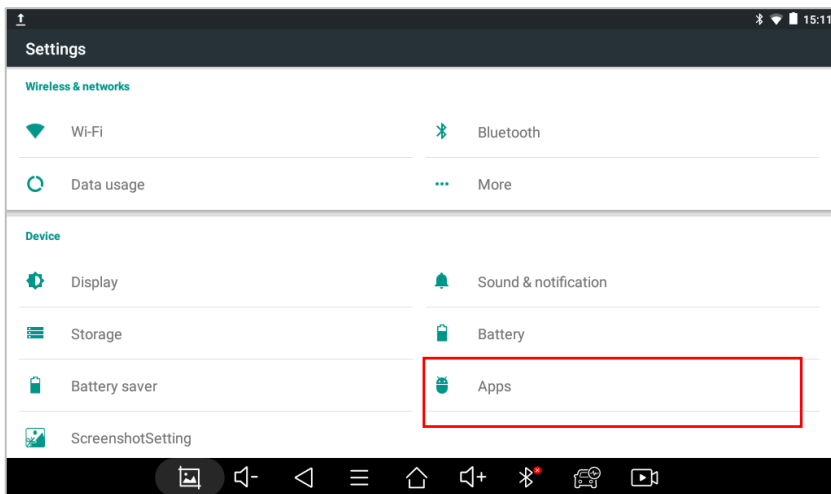 15:11
Settings
Wireless & networks
Wi-Fi
Bluetooth
Data usage
More
Device
Display
Sound & notification
Storage
Battery
Battery saver
Apps
ScreenshotSetting